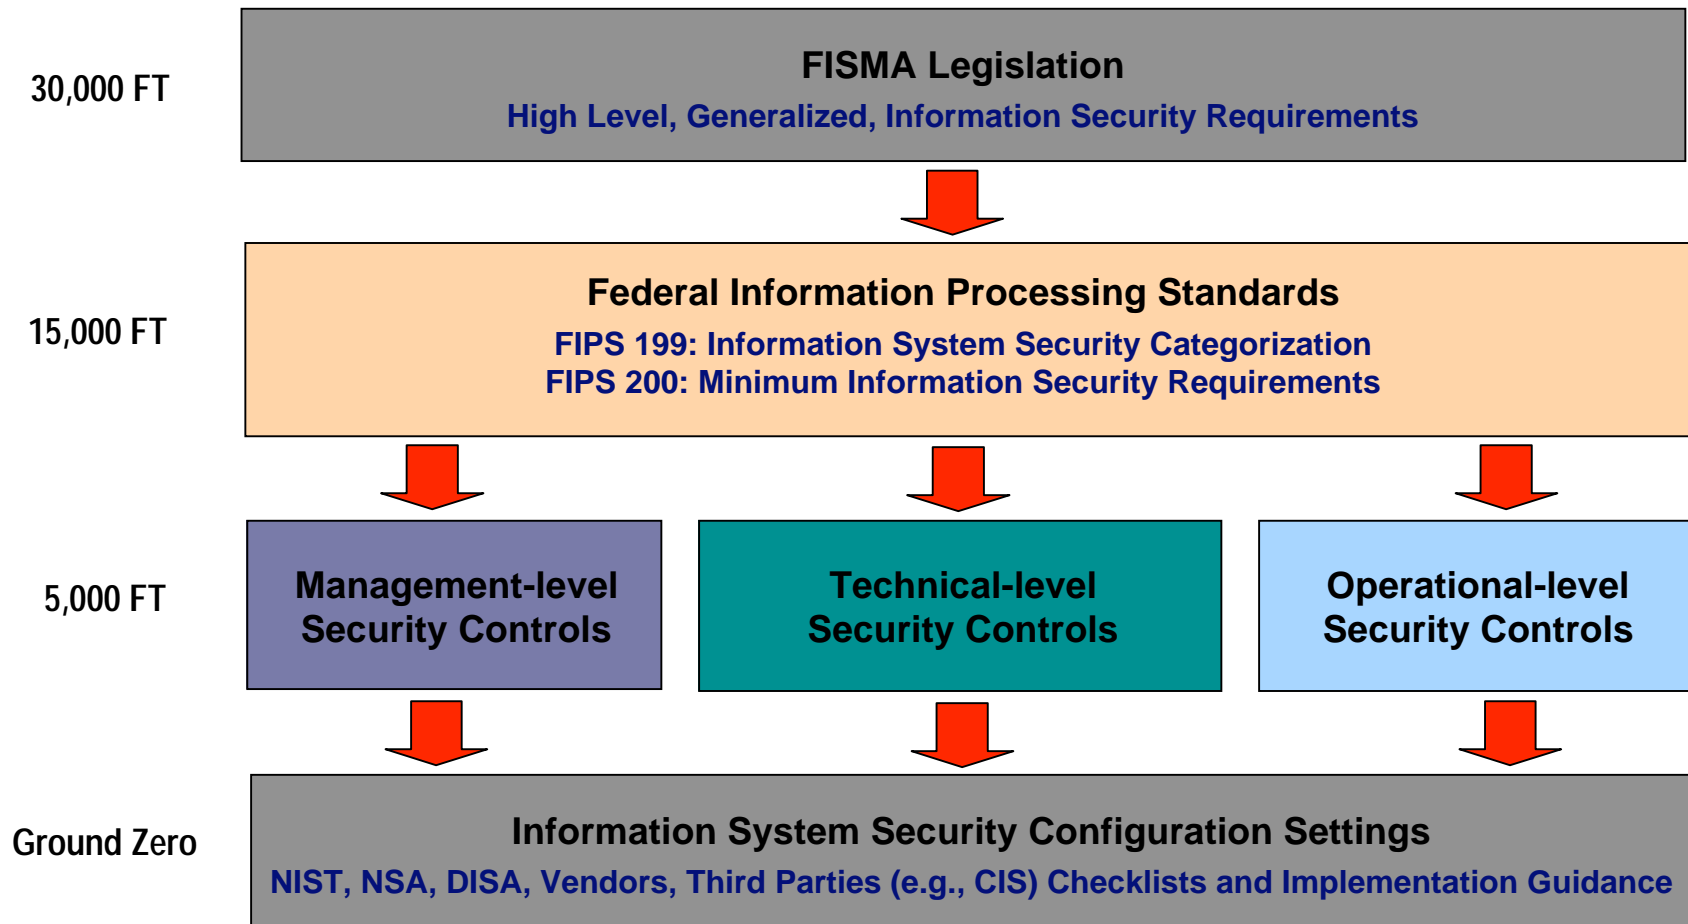 30,000 FT
FISMA Legislation
High Level, Generalized, Information Security Requirements
15,000 FT
Federal Information Processing Standards
FIPS 199: Information System Security Categorization
FIPS 200: Minimum Information Security Requirements
5,000 FT
Management-level
Security Controls
Technical-level
Security Controls
Operational-level
Security Controls
Ground Zero
Information System Security Configuration Settings
NIST, NSA, DISA, Vendors, Third Parties (e.g., CIS) Checklists and Implementation Guidance